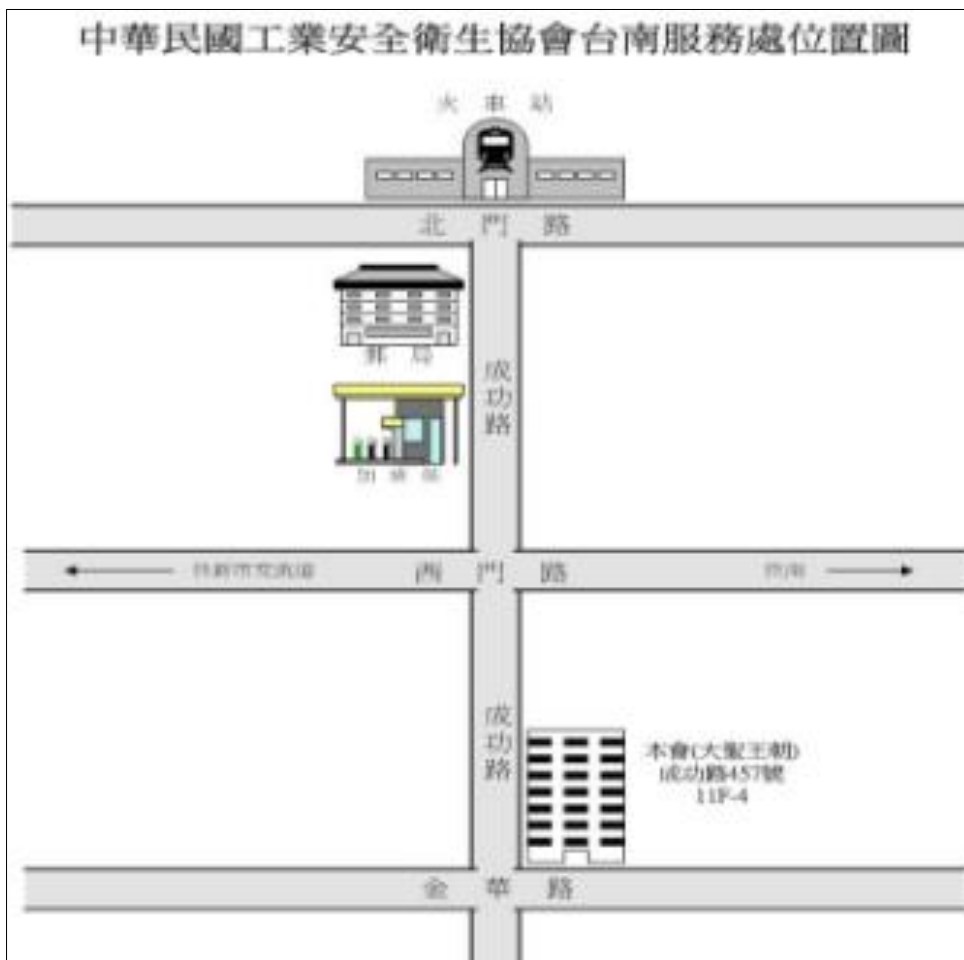 中華民國工業安全衛生協會台南服務處位置圖
火車站
北門路
郵局
成功路
加油站
西門路
成功路
本會(大聖王朝)
成功路457號
11F-4
金華路